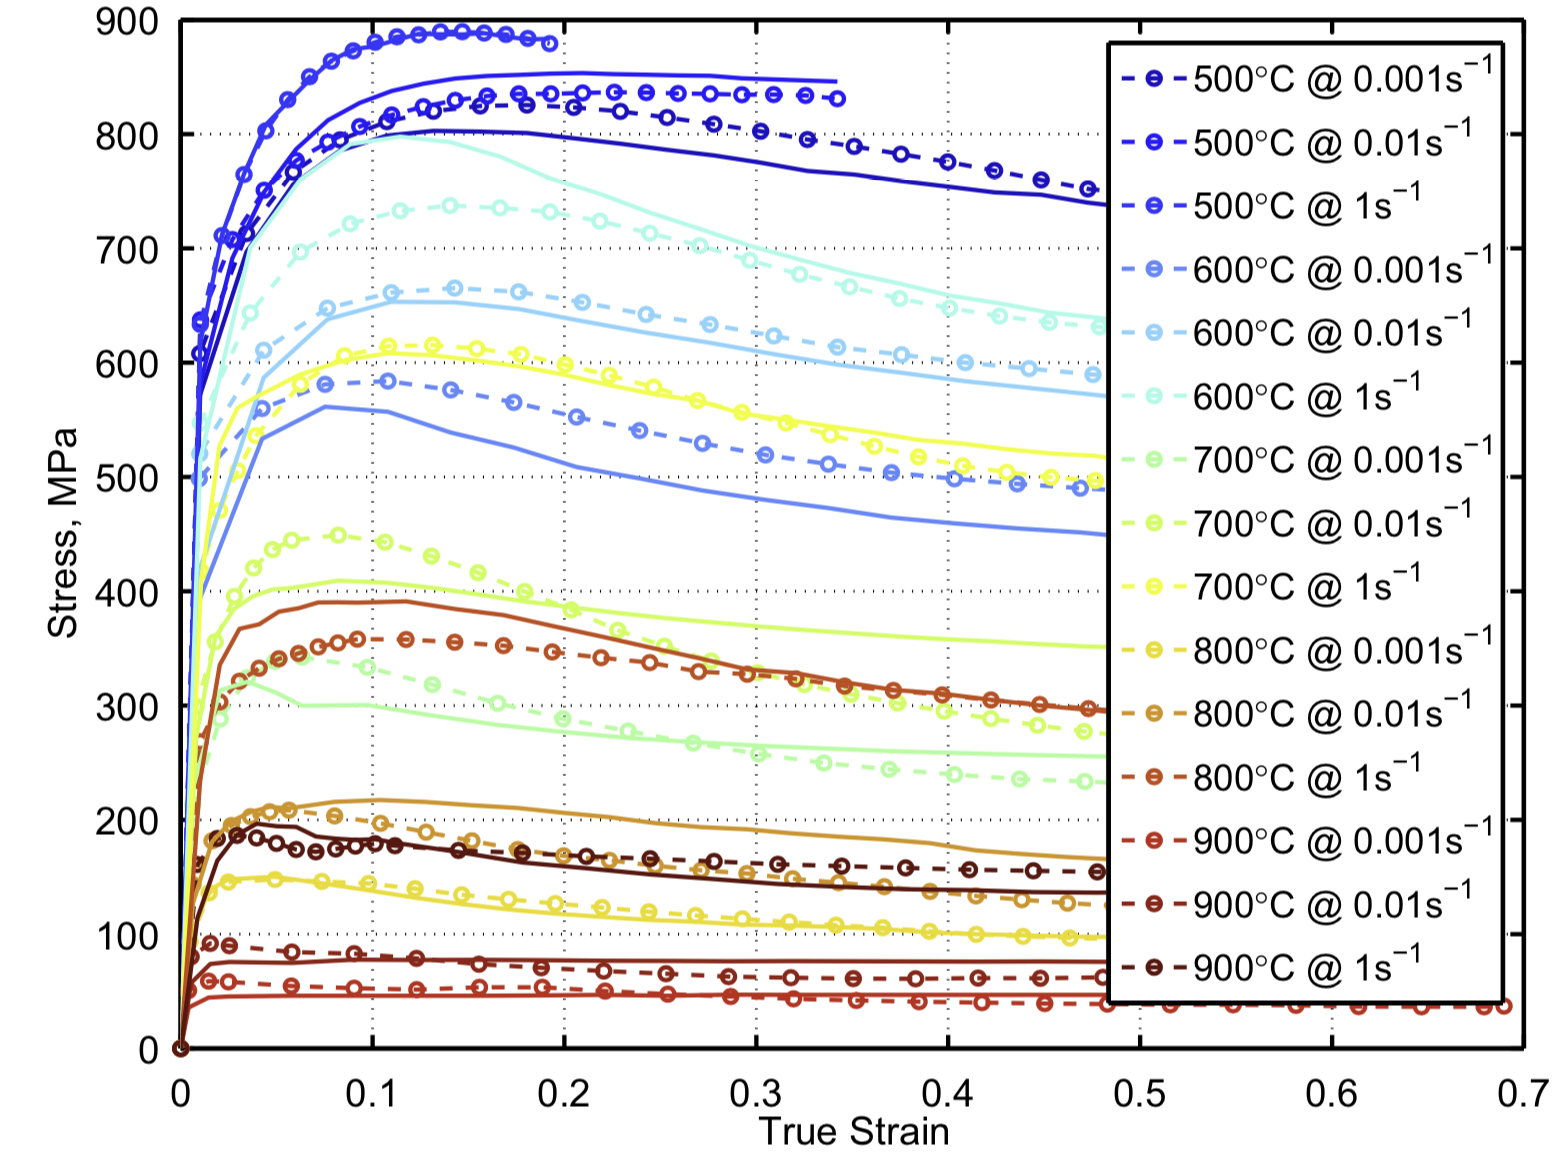 900
800
700
600
500
400
300
200
100
0
Stress, MPa
0 0.1 0.2 0.3 0.4 0.5 0.6 0.7
True Strain
500°C @ 0.001s⁻¹
500°C @ 0.01s⁻¹
500°C @ 1s⁻¹
600°C @ 0.001s⁻¹
600°C @ 0.01s⁻¹
600°C @ 1s⁻¹
700°C @ 0.001s⁻¹
700°C @ 0.01s⁻¹
700°C @ 1s⁻¹
800°C @ 0.001s⁻¹
800°C @ 0.01s⁻¹
800°C @ 1s⁻¹
900°C @ 0.001s⁻¹
900°C @ 0.01s⁻¹
900°C @ 1s⁻¹